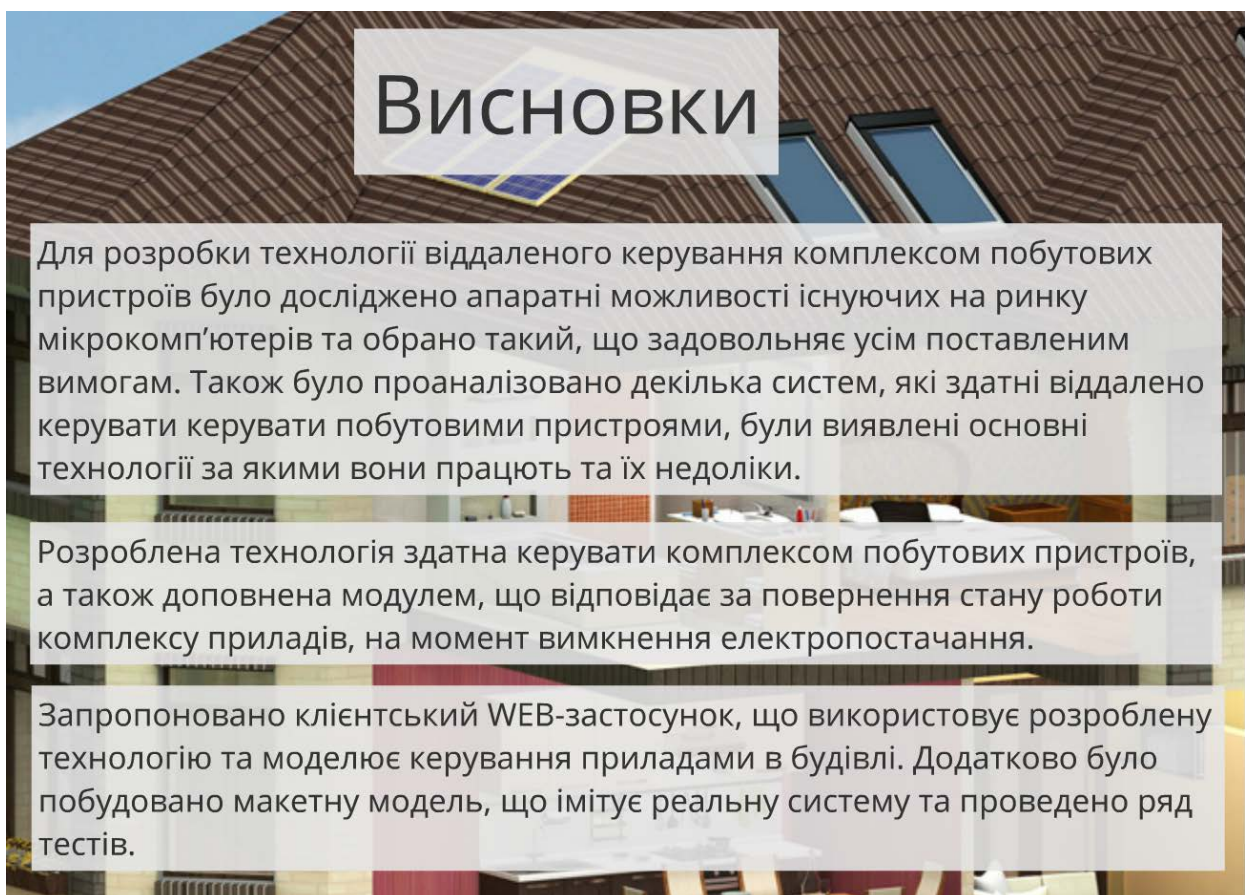 Висновки
Для розробки технології віддаленого керування комплексом побутових
пристроїв було досліджено апаратні можливості існуючих на ринку
мікрокомп’ютерів та обрано такий, що задовольняє усім поставленим
вимогам. Також було проаналізовано декілька систем, які здатні віддалено
керувати керувати побутовими пристроями, були виявлені основні
технології за якими вони працють та їх недоліки.
Розроблена технологія здатна керувати комплексом побутових пристроїв,
а також доповнена модулем, що відповідає за повернення стану роботи
комплексу приладів, на момент вимкнення електропостачання.
Запропоновано клієнтський WEB-застосунок, що використовує розроблену
технологію та моделює керування приладами в будівлі. Додатково було
побудовано макетну модель, що імітує реальну систему та проведено ряд
тестів.